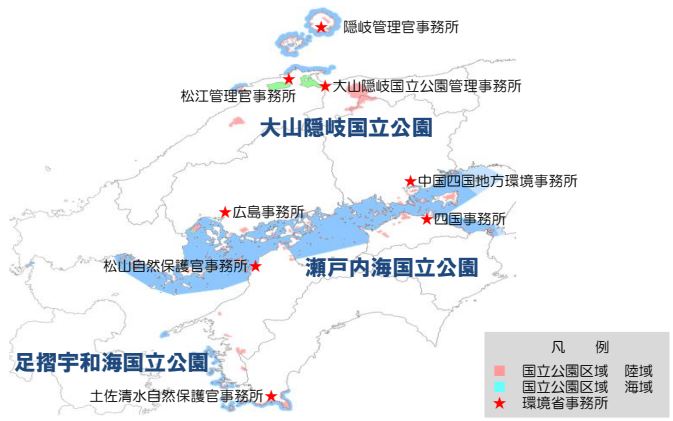 隠岐管理官事務所
大山隠岐国立公園管理事務所
松江管理官事務所
大山隠岐国立公園
中国四国地方環境事務所
広島事務所
四国事務所
松山自然保護官事務所
瀬戸内海国立公園
足摺宇和海国立公園
土佐清水自然保護官事務所
凡　例
国立公園区域　陸域
国立公園区域　海域
環境省事務所